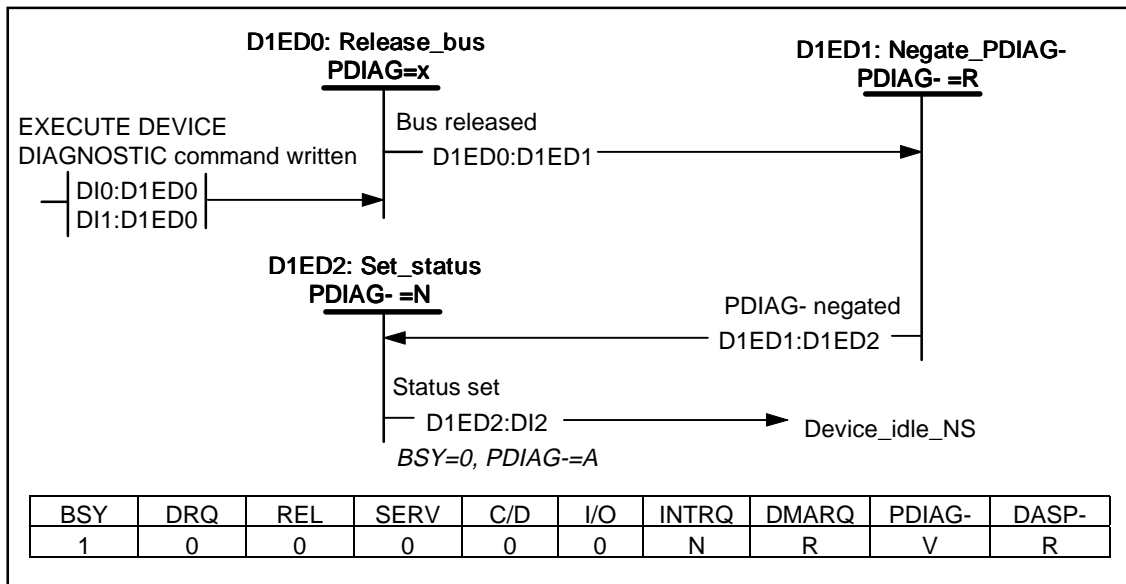 D1ED0: Release_bus
PDIAG=x
D1ED1: Negate_PDIAG-
PDIAG- =R
EXECUTE DEVICE
DIAGNOSTIC command written
DI0:D1ED0
DI1:D1ED0
Bus released
D1ED0:D1ED1
D1ED2: Set_status
PDIAG- =N
PDIAG- negated
D1ED1:D1ED2
Status set
D1ED2:DI2
Device_idle_NS
BSY=0, PDIAG-=A
BSY DRQ REL SERV C/D I/O INTRQ DMARQ PDIAG- DASP-
1 0 0 0 0 0 N R V R